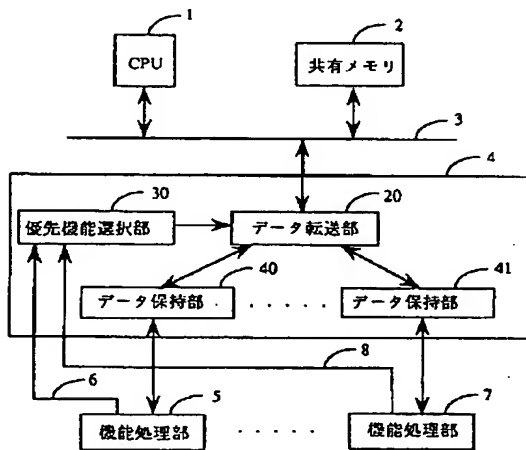 1
CPU
2
共有メモリ
3
4
30
優先機能選択部
20
データ転送部
40
データ保持部
. . . . .
41
データ保持部
8
6
5
機能処理部
. . . . .
7
機能処理部